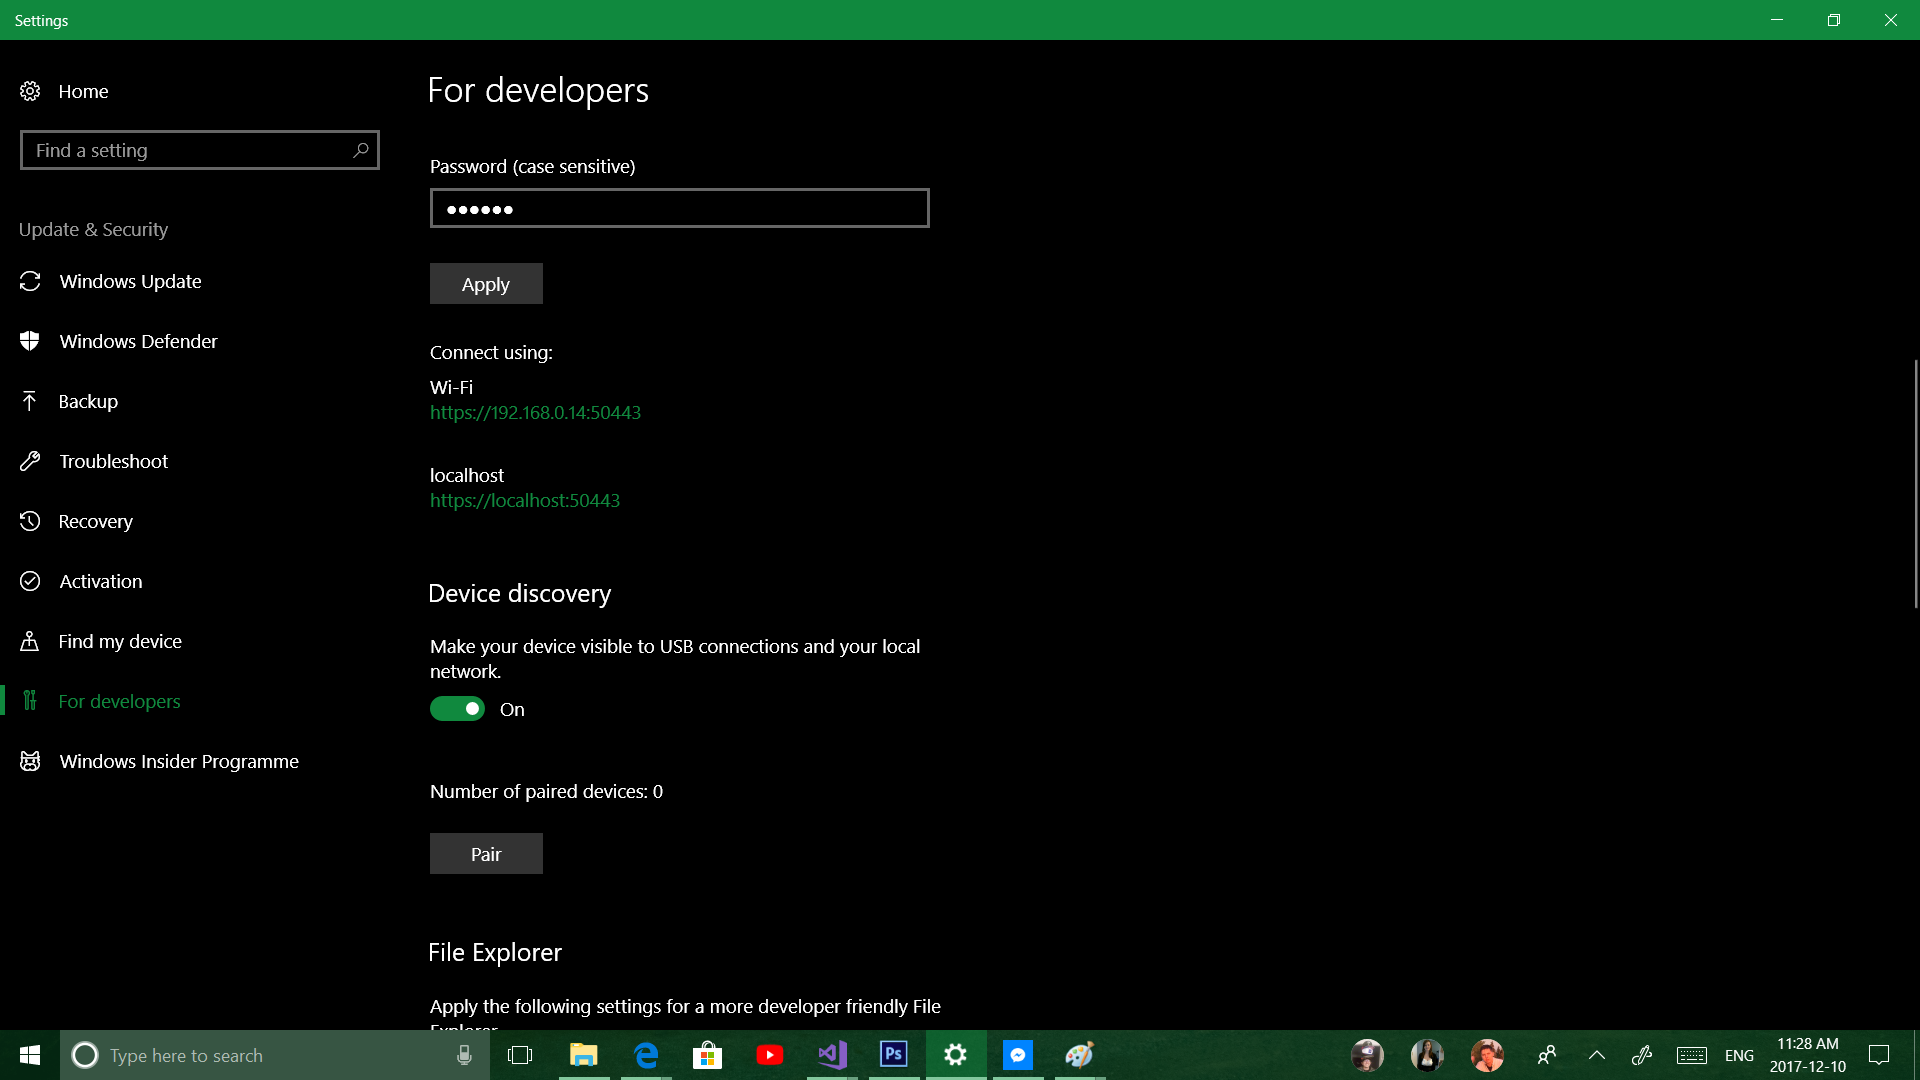 Settings
Home
Find a setting
Update & Security
Windows Update
Windows Defender
Backup
Troubleshoot
Recovery
Activation
Find my device
For developers
Windows Insider Programme
For developers
Password (case sensitive)
Apply
Connect using:
Wi-Fi
https://192.168.0.14:50443
localhost
https://localhost:50443
Device discovery
Make your device visible to USB connections and your local
network.
On
Number of paired devices: 0
Pair
File Explorer
Apply the following settings for a more developer friendly File
Explorer
Type here to search
Ps
ENG
11:28 AM
2017-12-10